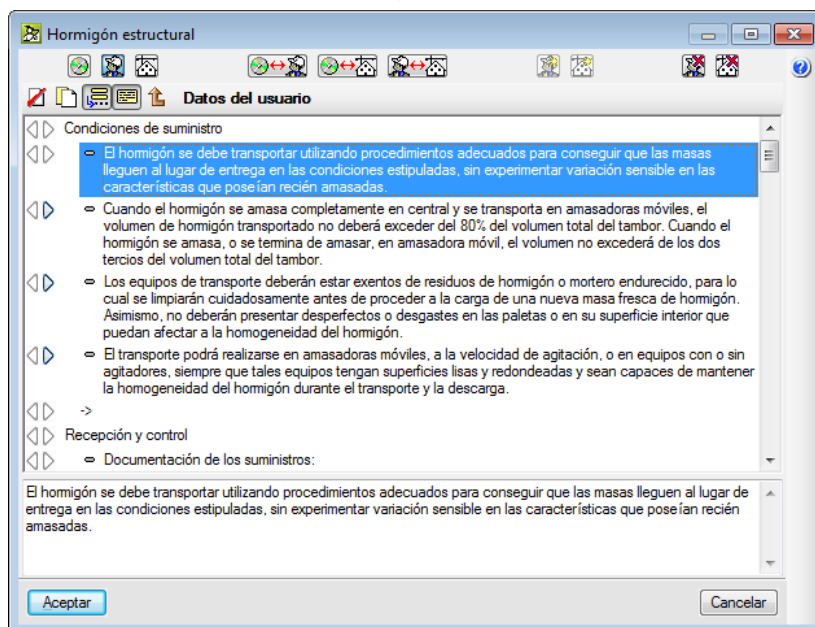 Hormigón estructural
Datos del usuario
Condiciones de suministro
El hormigón se debe transportar utilizando procedimientos adecuados para conseguir que las masas
lleguen al lugar de entrega en las condiciones estipuladas, sin experimentar variación sensible en las
características que poseían recién amasadas.
Cuando el hormigón se amasa completamente en central y se transporta en amasadoras móviles, el
volumen de hormigón transportado no deberá exceder del 80% del volumen total del tambor. Cuando el
hormigón se amasa, o se termina de amasar, en amasadora móvil, el volumen no excederá de los dos
tercios del volumen total del tambor.
Los equipos de transporte deberán estar exentos de residuos de hormigón o mortero endurecido, para lo
cual se limpiarán cuidadosamente antes de proceder a la carga de una nueva masa fresca de hormigón.
Asimismo, no deberán presentar desperfectos o desgastes en las paletas o en su superficie interior que
puedan afectar a la homogeneidad del hormigón.
El transporte podrá realizarse en amasadoras móviles, a la velocidad de agitación, o en equipos con o sin
agitadores, siempre que tales equipos tengan superficies lisas y redondeadas y sean capaces de mantener
la homogeneidad del hormigón durante el transporte y la descarga.
->
Recepción y control
Documentación de los suministros:
El hormigón se debe transportar utilizando procedimientos adecuados para conseguir que las masas lleguen al lugar de
entrega en las condiciones estipuladas, sin experimentar variación sensible en las características que poseían recién
amasadas.
Aceptar
Cancelar